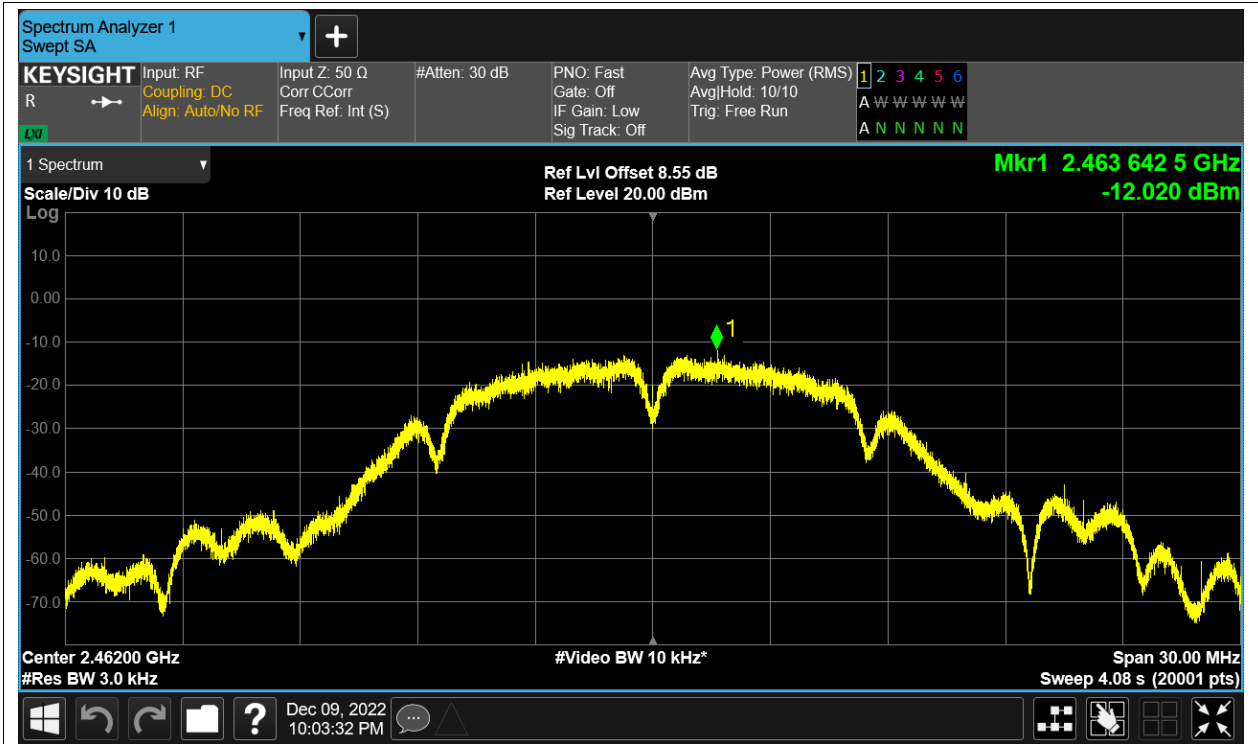 Spectrum Analyzer 1
Swept SA
KEYSIGHT
R
LXI
Input: RF
Coupling: DC
Align: Auto/No RF
Input Z: 50 Ω
Corr CCorr
Freq Ref: Int (S)
#Atten: 30 dB
PNO: Fast
Gate: Off
IF Gain: Low
Sig Track: Off
Avg Type: Power (RMS)
Avg|Hold: 10/10
Trig: Free Run
1 2 3 4 5 6
A W W W W W
A N N N N N
1 Spectrum
Scale/Div 10 dB
Log
Ref Lvl Offset 8.55 dB
Ref Level 20.00 dBm
Mkr1 2.463 642 5 GHz
-12.020 dBm
10.0
0.00
-10.0
-20.0
-30.0
-40.0
-50.0
-60.0
-70.0
1
Center 2.46200 GHz
#Res BW 3.0 kHz
#Video BW 10 kHz*
Span 30.00 MHz
Sweep 4.08 s (20001 pts)
?
Dec 09, 2022
10:03:32 PM